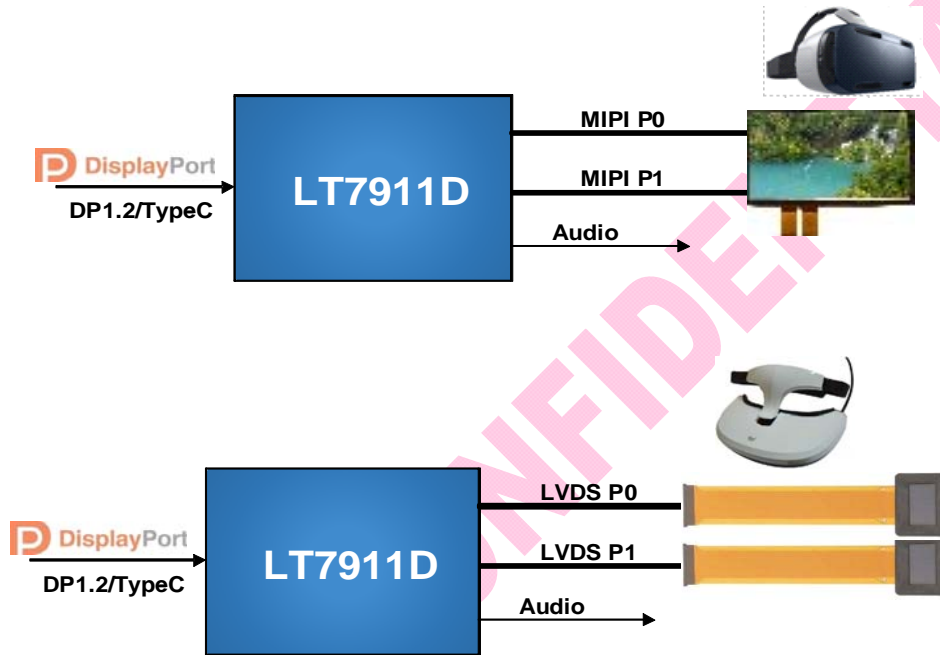 DisplayPort
DP1.2/TypeC
LT7911D
MIPI P0
MIPI P1
Audio
DisplayPort
DP1.2/TypeC
LT7911D
LVDS P0
LVDS P1
Audio